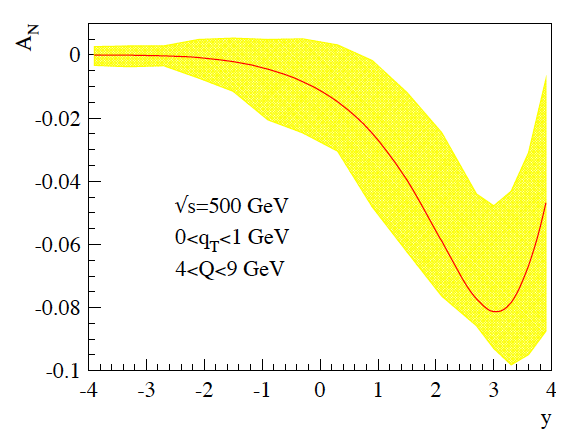 A_N
0
-0.02
-0.04
-0.06
-0.08
-0.1
√s=500 GeV
0<q_T<1 GeV
4<Q<9 GeV
-4 -3 -2 -1 0 1 2 3 4
y